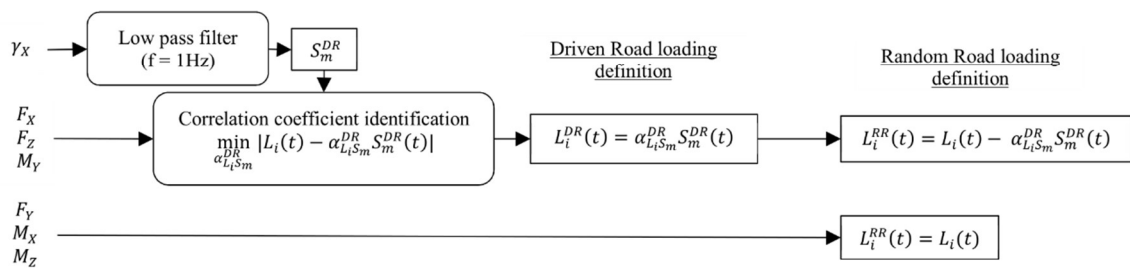 γ_X
Low pass filter
(f = 1Hz)
S_m^{DR}
Driven Road loading
definition
Random Road loading
definition
F_X
F_Z
M_Y
Correlation coefficient identification
min_{α_{L_iS_m}^{DR}} |L_i(t) − α_{L_iS_m}^{DR} S_m^{DR}(t)|
L_i^{DR}(t) = α_{L_iS_m}^{DR} S_m^{DR}(t)
L_i^{RR}(t) = L_i(t) − α_{L_iS_m}^{DR} S_m^{DR}(t)
F_Y
M_X
M_Z
L_i^{RR}(t) = L_i(t)